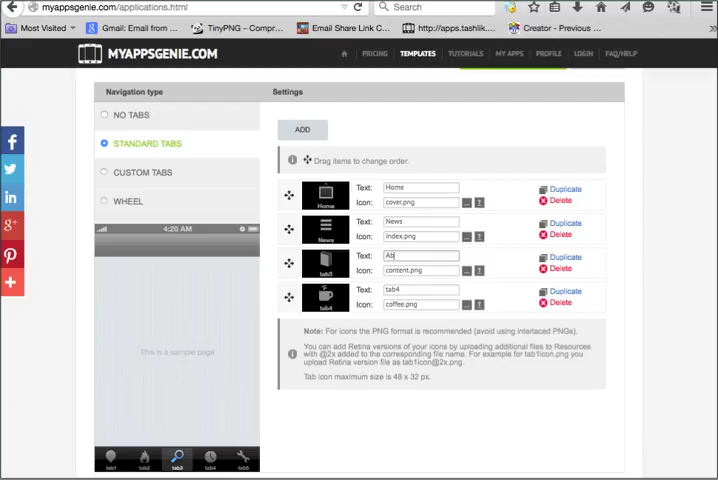 myappsgenie.com/applications.html
Search
Most Visited
Gmail: Email from ...
TinyPNG – Compr...
Email Share Link C...
http://apps.tashlik....
Creator - Previous ...
MYAPPSGENIE.COM
PRICING
TEMPLATES
TUTORIALS
MY APPS
PROFILE
LOGIN
FAQ/HELP
Navigation type
Settings
NO TABS
STANDARD TABS
CUSTOM TABS
WHEEL
ADD
Drag items to change order.
Home
Text: Home
Icon: cover.png
Duplicate
Delete
News
Text: News
Icon: index.png
Duplicate
Delete
tab3
Text: Ab
Icon: content.png
Duplicate
Delete
tab4
Text: tab4
Icon: coffee.png
Duplicate
Delete
4:20 AM
This is a sample page
tab1
tab2
tab3
tab4
tab5
Note: For icons the PNG format is recommended (avoid using interlaced PNGs).
You can add Retina versions of your icons by uploading additional files to Resources
with @2x added to the corresponding file name. For example for tab1icon.png you
upload Retina version file as tab1icon@2x.png.
Tab icon maximum size is 48 x 32 px.